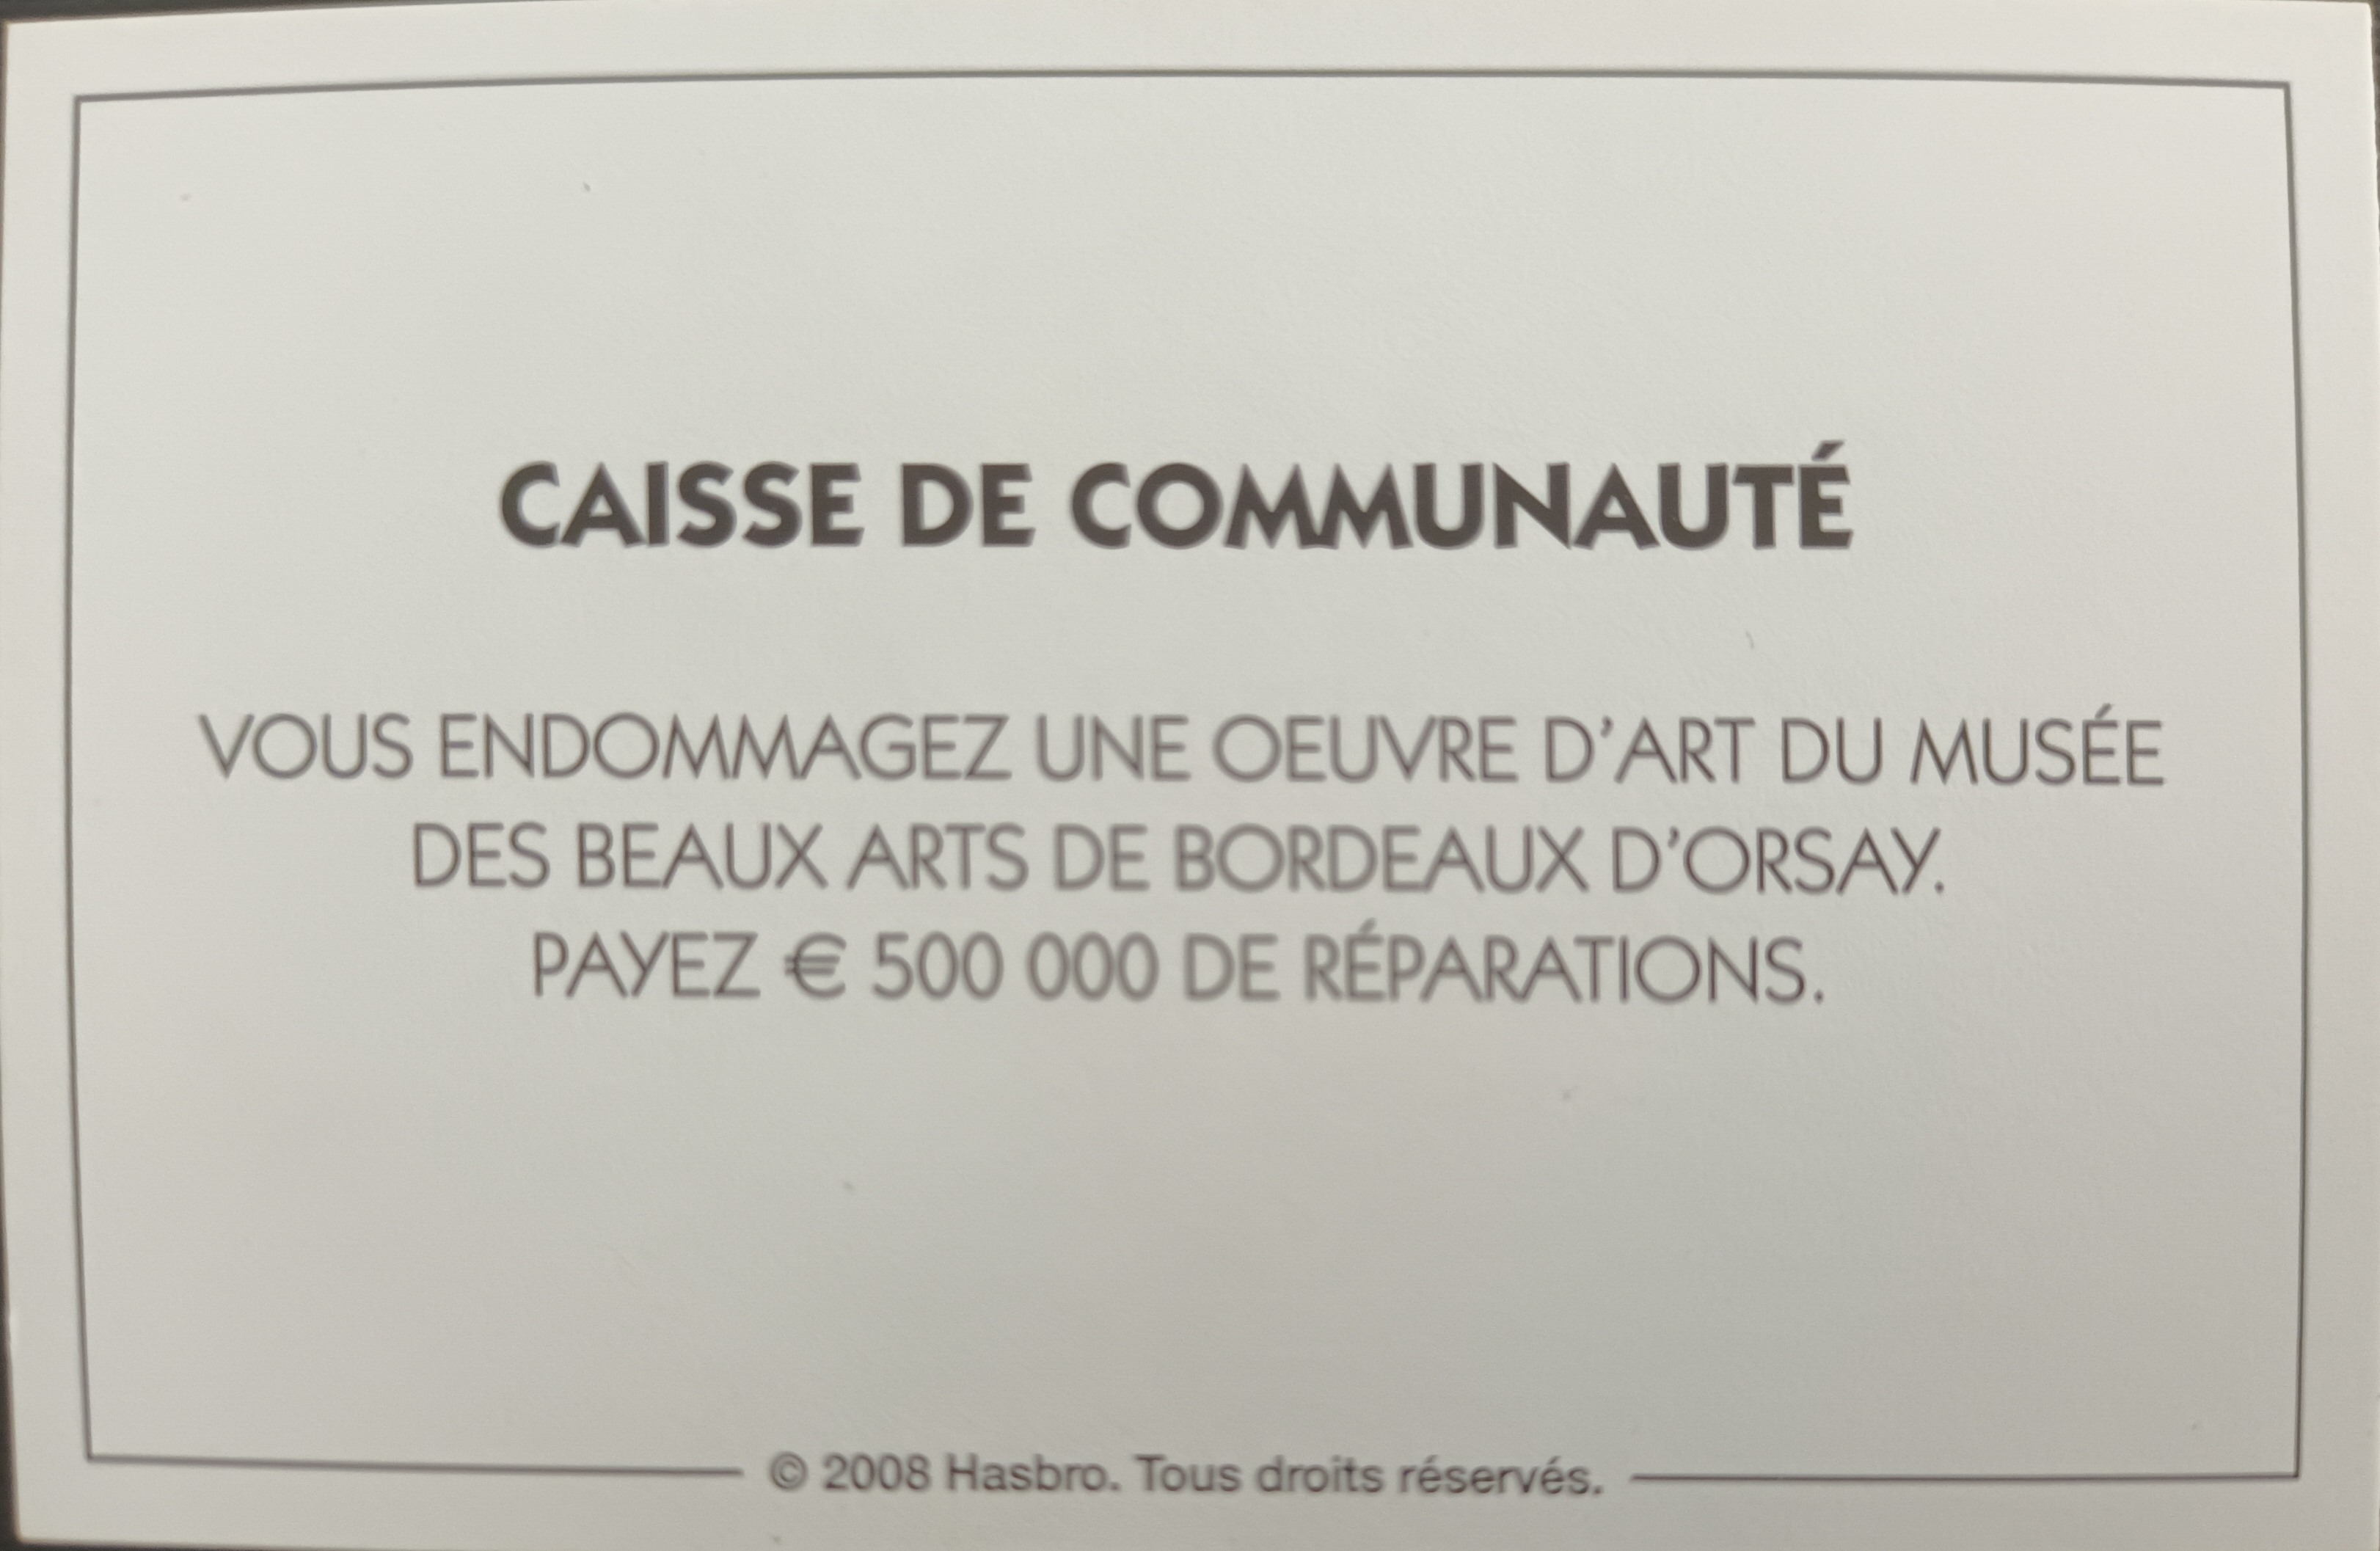 CAISSE DE COMMUNAUTÉ
VOUS ENDOMMAGEZ UNE OEUVRE D'ART DU MUSÉE
DES BEAUX ARTS DE BORDEAUX D'ORSAY.
PAYEZ € 500 000 DE RÉPARATIONS.
© 2008 Hasbro. Tous droits réservés.